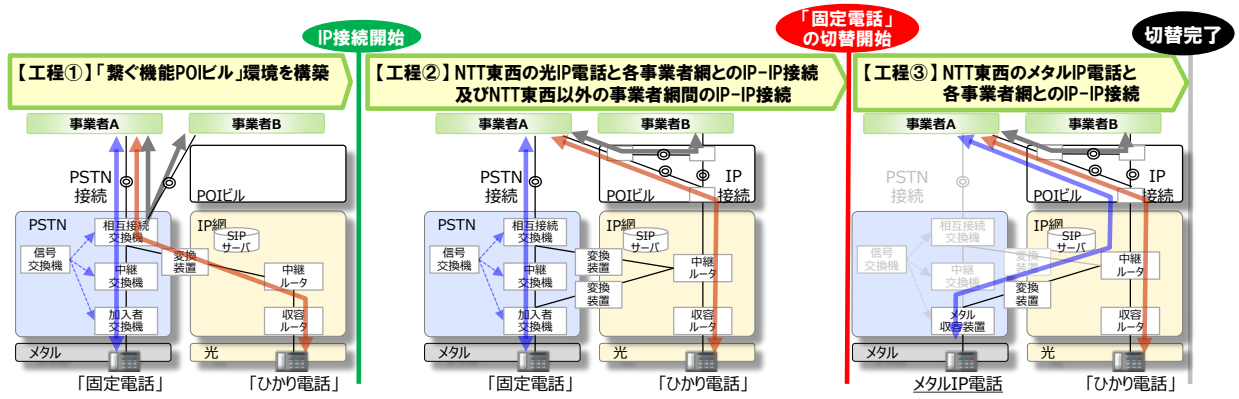 IP接続開始
「固定電話」
の切替開始
切替完了
【工程①】「繋ぐ機能POIビル」環境を構築
事業者A
事業者B
PSTN
接続
POIビル
PSTN
IP網
相互接続
交換機
SIP
サーバ
信号
交換機
変換
装置
中継
交換機
中継
ルータ
加入者
交換機
収容
ルータ
メタル
光
「固定電話」
「ひかり電話」
【工程②】NTT東西の光IP電話と各事業者網とのIP-IP接続
及びNTT東西以外の事業者網間のIP-IP接続
事業者A
事業者B
PSTN
接続
IP
接続
POIビル
PSTN
IP網
相互接続
交換機
SIP
サーバ
信号
交換機
変換
装置
中継
交換機
中継
ルータ
変換
装置
加入者
交換機
収容
ルータ
メタル
光
「固定電話」
「ひかり電話」
【工程③】NTT東西のメタルIP電話と
各事業者網とのIP-IP接続
事業者A
事業者B
PSTN
接続
IP
接続
POIビル
PSTN
IP網
相互接続
交換機
SIP
サーバ
信号
交換機
変換
装置
中継
交換機
中継
ルータ
変換
装置
メタル
収容装置
収容
ルータ
メタル
光
メタルIP電話
「ひかり電話」